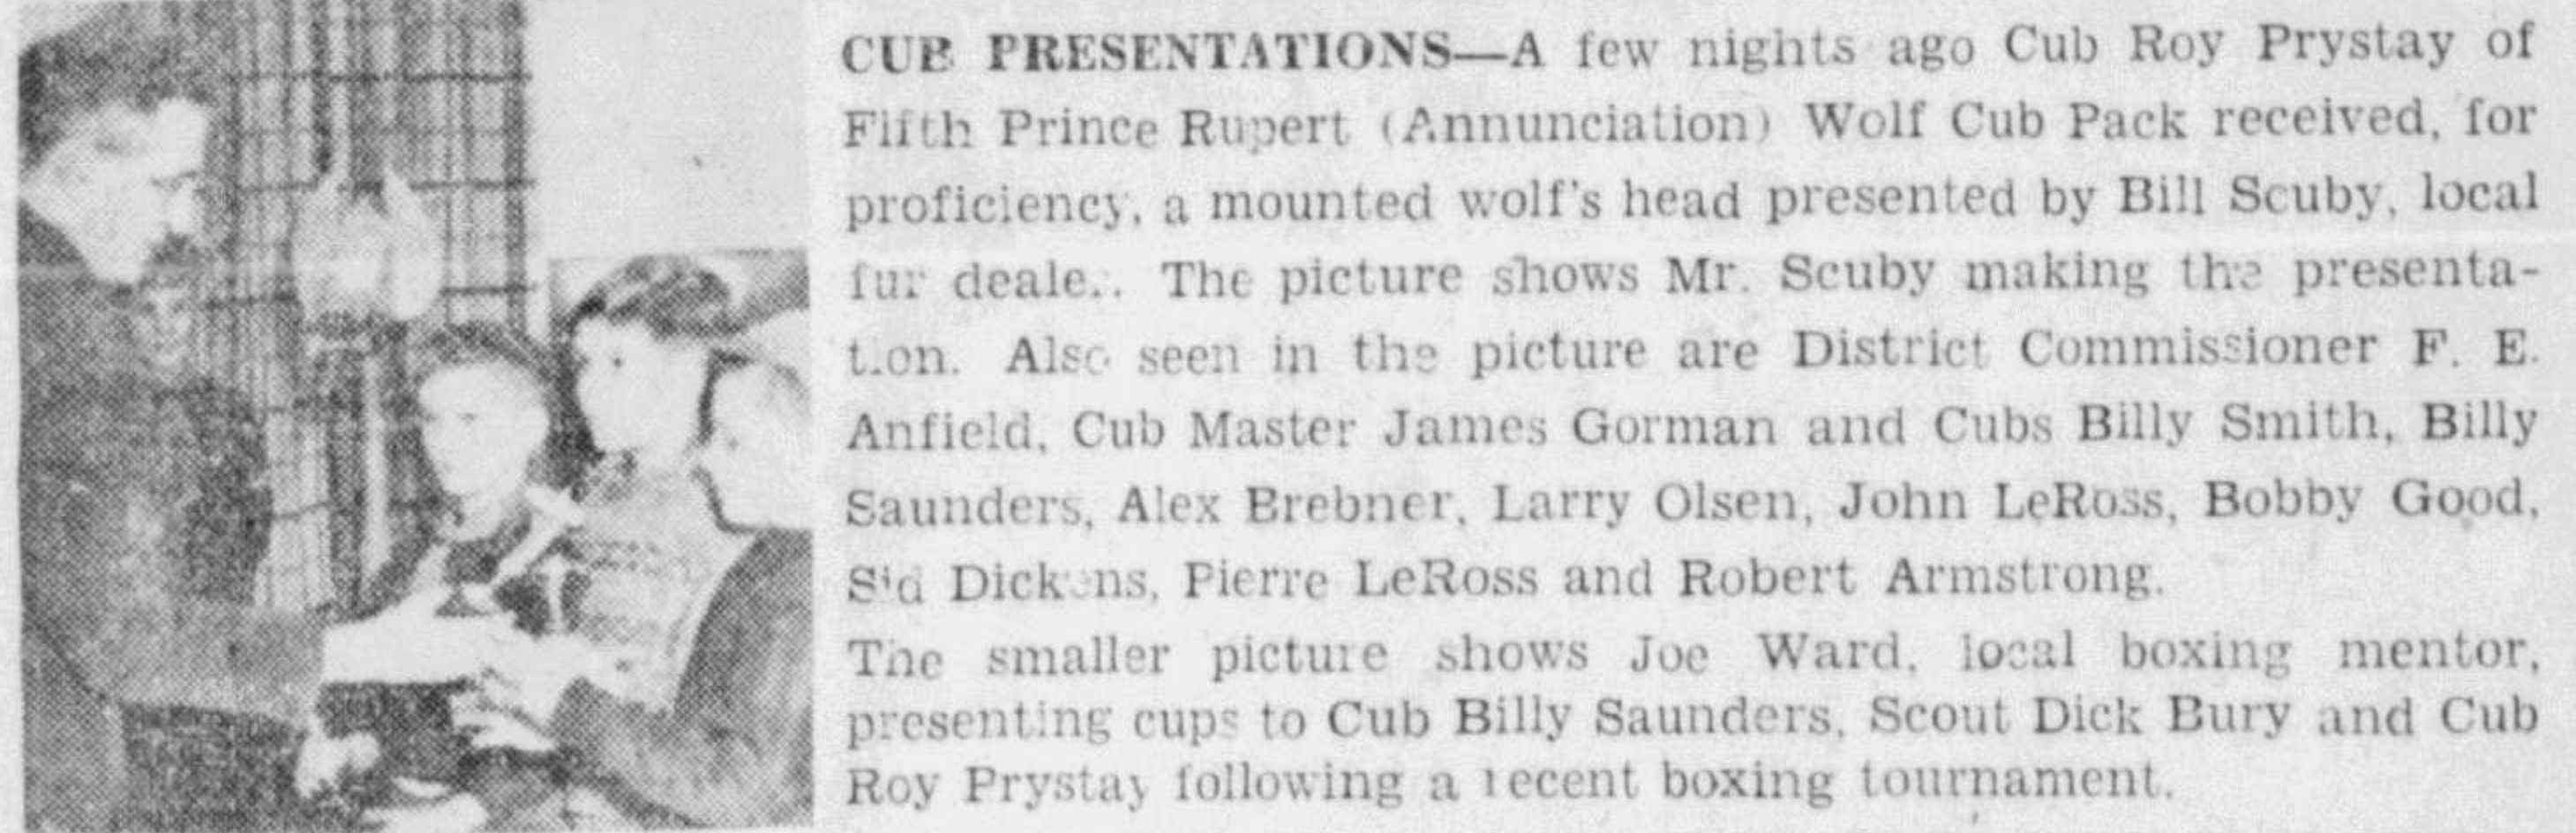 CUB PRESENTATIONS—A few nights ago Cub Roy Prystay of
Fifth Prince Rupert (Annunciation) Wolf Cub Pack received, for
proficiency, a mounted wolf's head presented by Bill Scuby, local
fur deale.. The picture shows Mr. Scuby making the presenta-
tion. Also seen in the picture are District Commissioner F. E.
Anfield, Cub Master James Gorman and Cubs Billy Smith, Billy
Saunders, Alex Brebner, Larry Olsen, John LeRoss, Bobby Good,
Sid Dickens, Pierre LeRoss and Robert Armstrong.
The smaller picture shows Joe Ward, local boxing mentor,
presenting cups to Cub Billy Saunders, Scout Dick Bury and Cub
Roy Prystay following a recent boxing tournament.